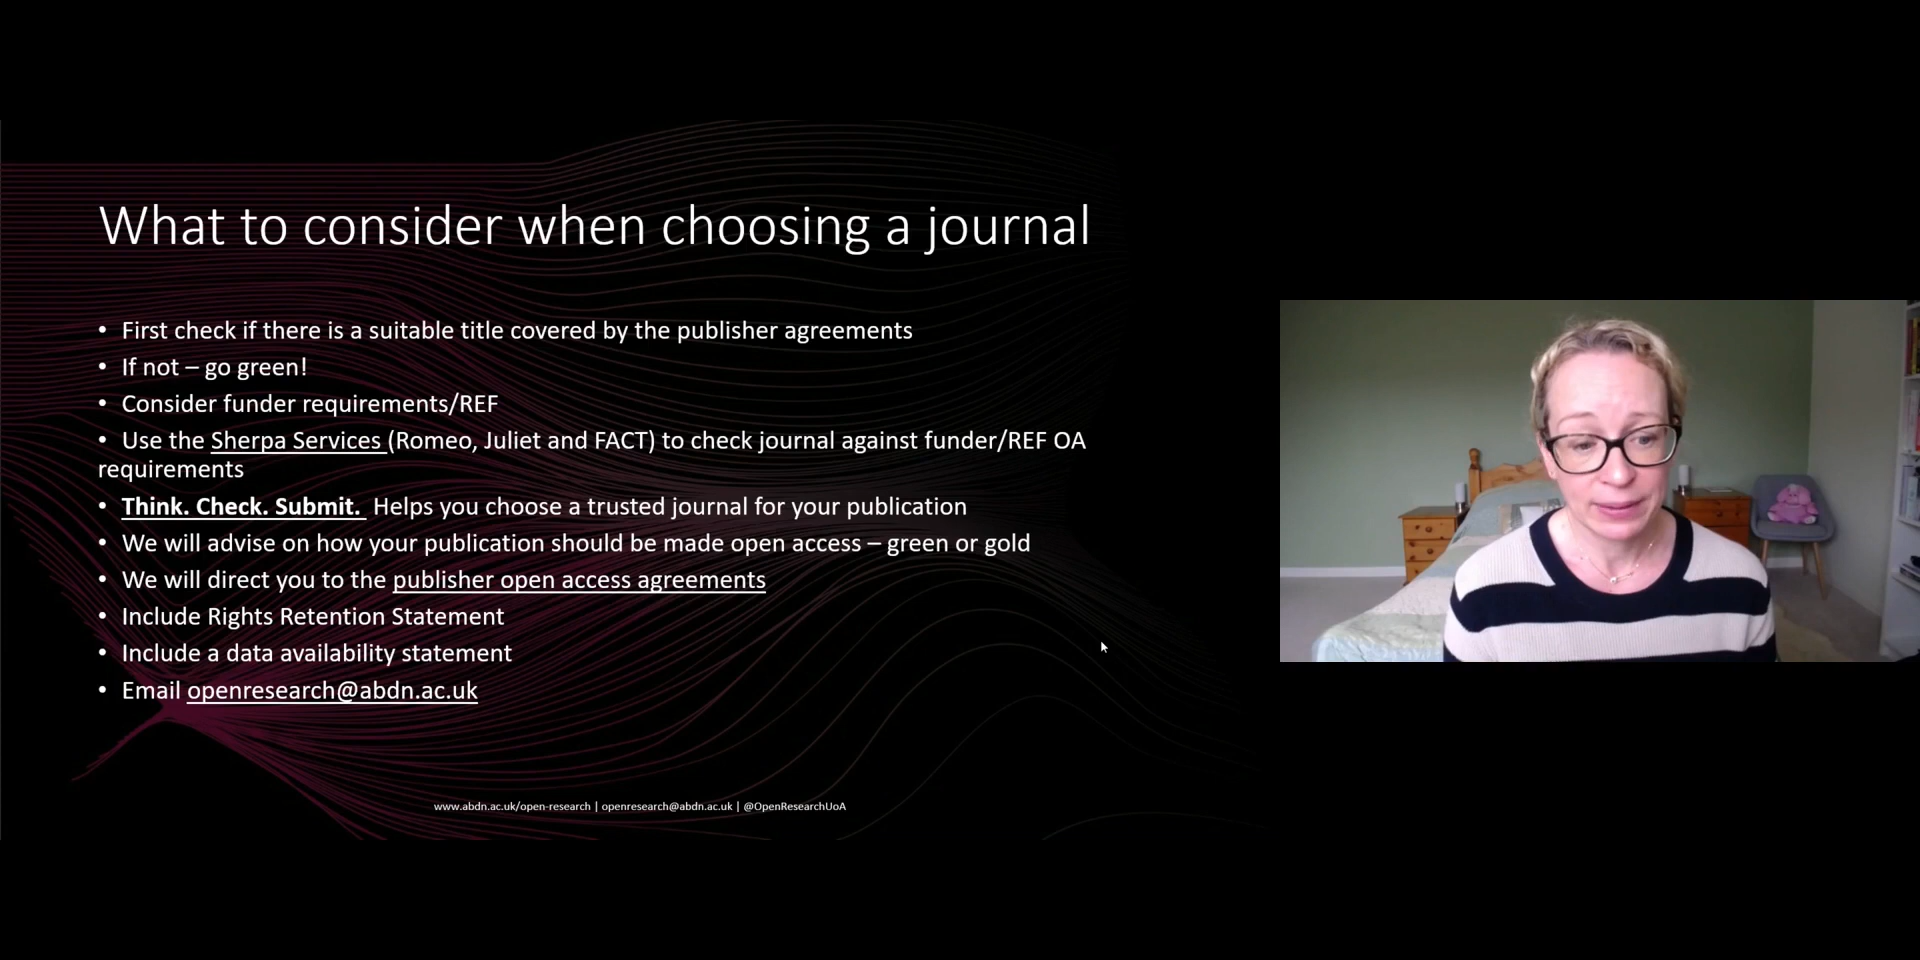 What to consider when choosing a journal
• First check if there is a suitable title covered by the publisher agreements
• If not – go green!
• Consider funder requirements/REF
• Use the Sherpa Services (Romeo, Juliet and FACT) to check journal against funder/REF OA
requirements
• Think. Check. Submit. Helps you choose a trusted journal for your publication
• We will advise on how your publication should be made open access – green or gold
• We will direct you to the publisher open access agreements
• Include Rights Retention Statement
• Include a data availability statement
• Email openresearch@abdn.ac.uk
www.abdn.ac.uk/open-research | openresearch@abdn.ac.uk | @OpenResearchUoA